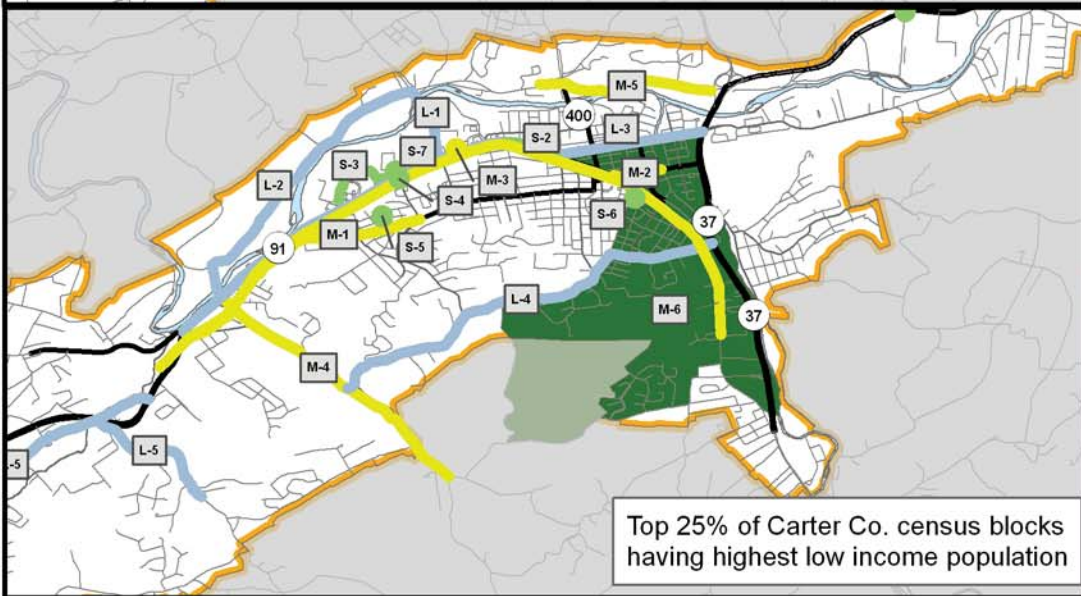 M-5
400
L-1
L-3
S-2
S-7
S-3
M-3
M-2
L-2
S-4
S-6
M-1
S-5
91
37
L-4
M-6
37
M-4
L-5
-5
Top 25% of Carter Co. census blocks
having highest low income population